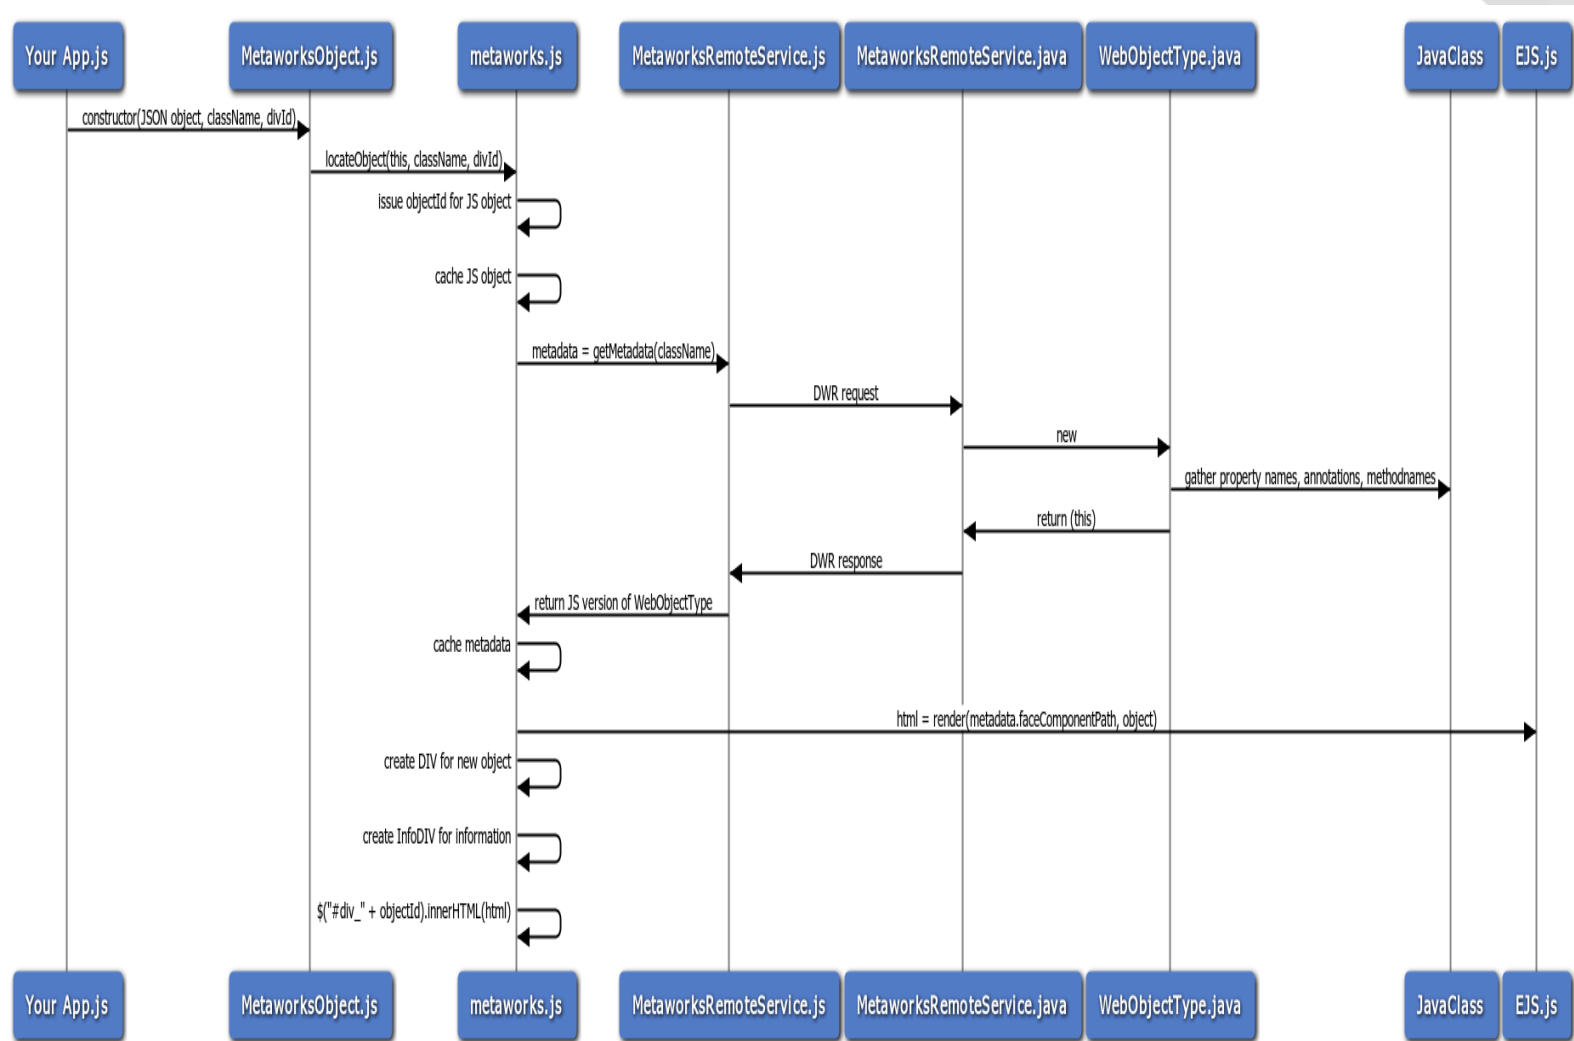 Your App.js
MetaworksObject.js
metaworks.js
MetaworksRemoteService.js
MetaworksRemoteService.java
WebObjectType.java
JavaClass
EJS.js
constructor(JSON object, className, divId)
locateObject(this, className, divId)
issue objectId for JS object
cache JS object
metadata = getMetadata(className)
DWR request
new
gather property names, annotations, methodnames
return (this)
DWR response
return JS version of WebObjectType
cache metadata
html = render(metadata.faceComponentPath, object)
create DIV for new object
create InfoDIV for information
$("#div_" + objectId).innerHTML(html)
Your App.js
MetaworksObject.js
metaworks.js
MetaworksRemoteService.js
MetaworksRemoteService.java
WebObjectType.java
JavaClass
EJS.js